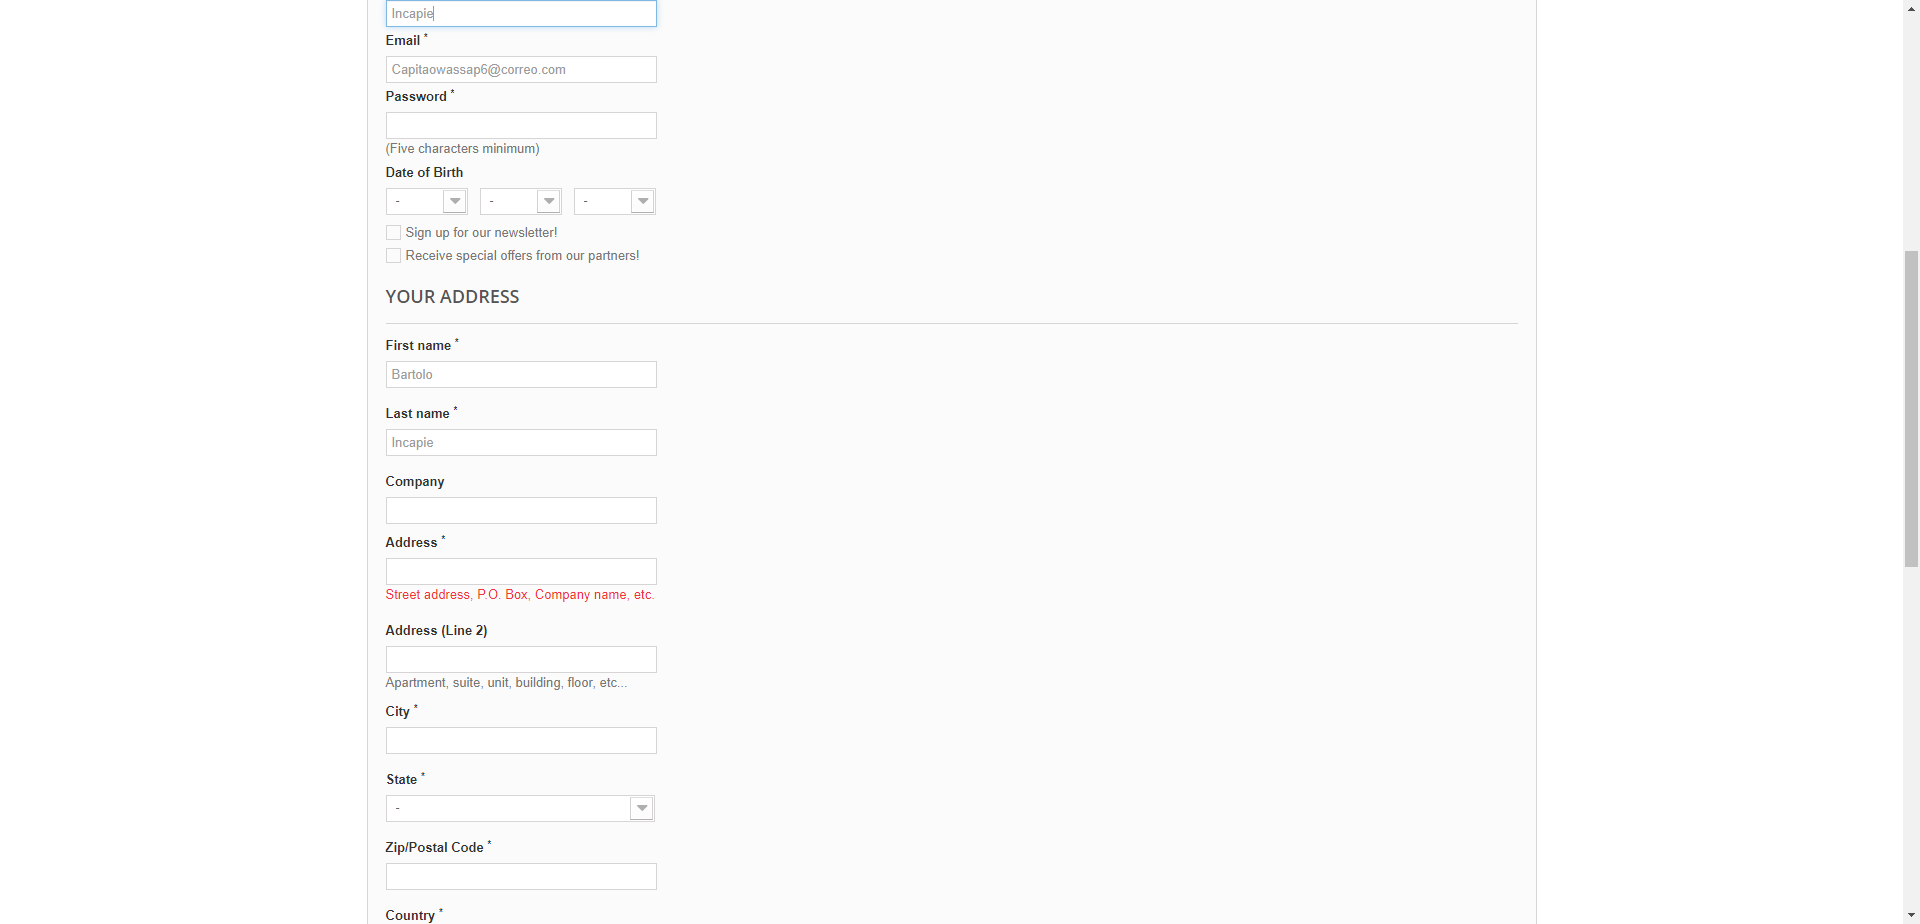 Incapie
Email *
Capitaowassap6@correo.com
Password *
(Five characters minimum)
Date of Birth
- - -
Sign up for our newsletter!
Receive special offers from our partners!
YOUR ADDRESS
First name *
Bartolo
Last name *
Incapie
Company
Address *
Street address, P.O. Box, Company name, etc.
Address (Line 2)
Apartment, suite, unit, building, floor, etc...
City *
State *
-
Zip/Postal Code *
Country *